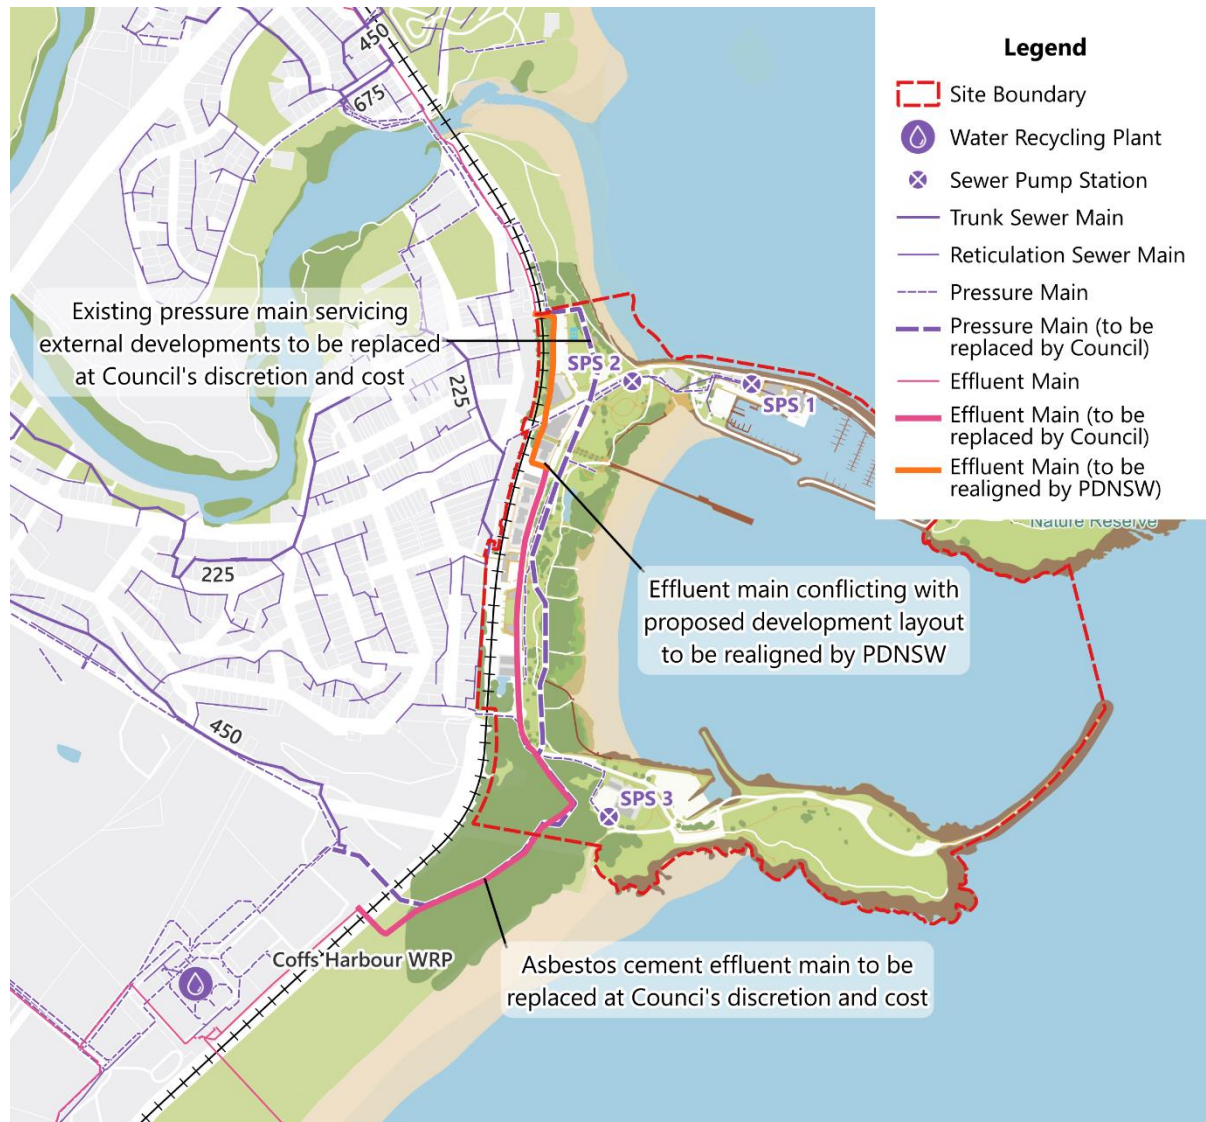 Legend
Site Boundary
Water Recycling Plant
Sewer Pump Station
Trunk Sewer Main
Reticulation Sewer Main
Pressure Main
Pressure Main (to be
replaced by Council)
Effluent Main
Effluent Main (to be
replaced by Council)
Effluent Main (to be
realigned by PDNSW)
Nature Reserve
450
675
Existing pressure main servicing
external developments to be replaced
at Council's discretion and cost
SPS 2
SPS 1
225
225
Effluent main conflicting with
proposed development layout
to be realigned by PDNSW
450
SPS 3
Coffs Harbour WRP
Asbestos cement effluent main to be
replaced at Counci's discretion and cost